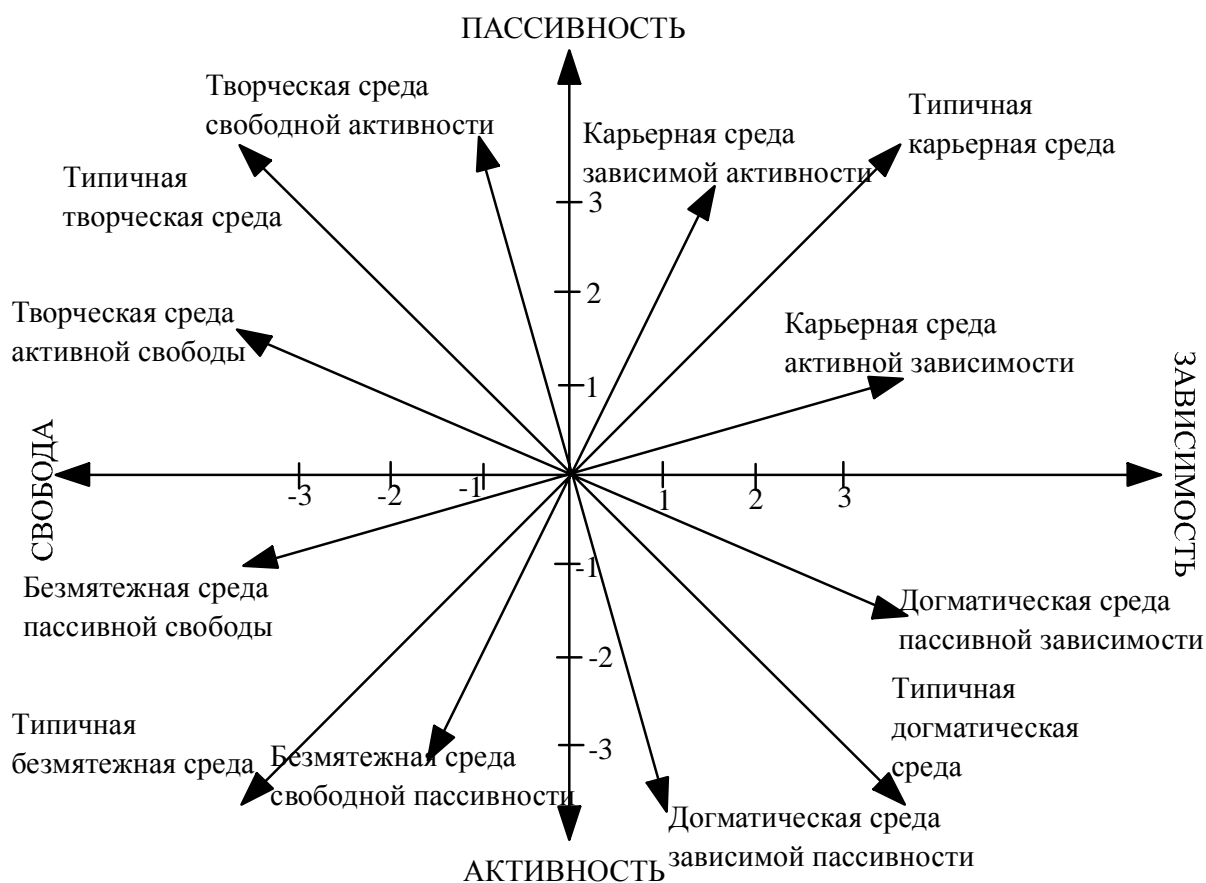 ПАССИВНОСТЬ
Творческая среда
свободной активности
Типичная
карьерная среда
Карьерная среда
зависимой активности
Типичная
творческая среда
3
2
Творческая среда
активной свободы
Карьерная среда
активной зависимости
1
СВОБОДА
ЗАВИСИМОСТЬ
-3
-2
-1
1
2
3
-1
Безмятежная среда
пассивной свободы
Догматическая среда
пассивной зависимости
-2
Типичная
догматическая
среда
Типичная
безмятежная среда
-3
Безмятежная среда
свободной пассивности
Догматическая среда
зависимой пассивности
АКТИВНОСТЬ